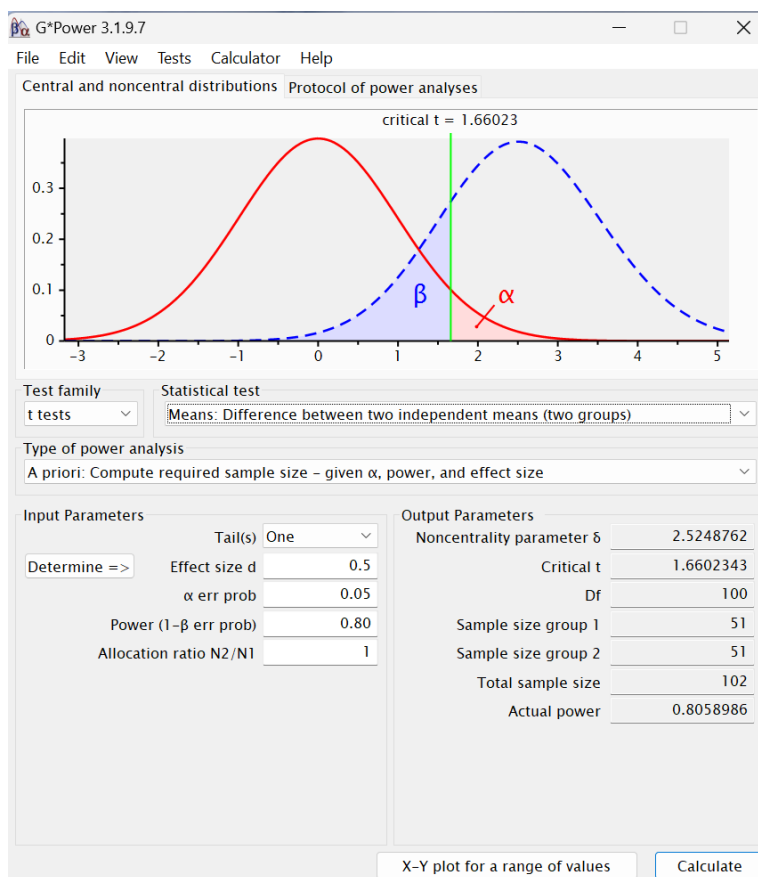 βα G*Power 3.1.9.7
File Edit View Tests Calculator Help
Central and noncentral distributions Protocol of power analyses
critical t = 1.66023
0.3
0.2
0.1
0
β
α
-3 -2 -1 0 1 2 3 4 5
Test family Statistical test
t tests Means: Difference between two independent means (two groups)
Type of power analysis
A priori: Compute required sample size – given α, power, and effect size
Input Parameters
Tail(s) One
Determine => Effect size d 0.5
α err prob 0.05
Power (1-β err prob) 0.80
Allocation ratio N2/N1 1
Output Parameters
Noncentrality parameter δ 2.5248762
Critical t 1.6602343
Df 100
Sample size group 1 51
Sample size group 2 51
Total sample size 102
Actual power 0.8058986
X-Y plot for a range of values Calculate